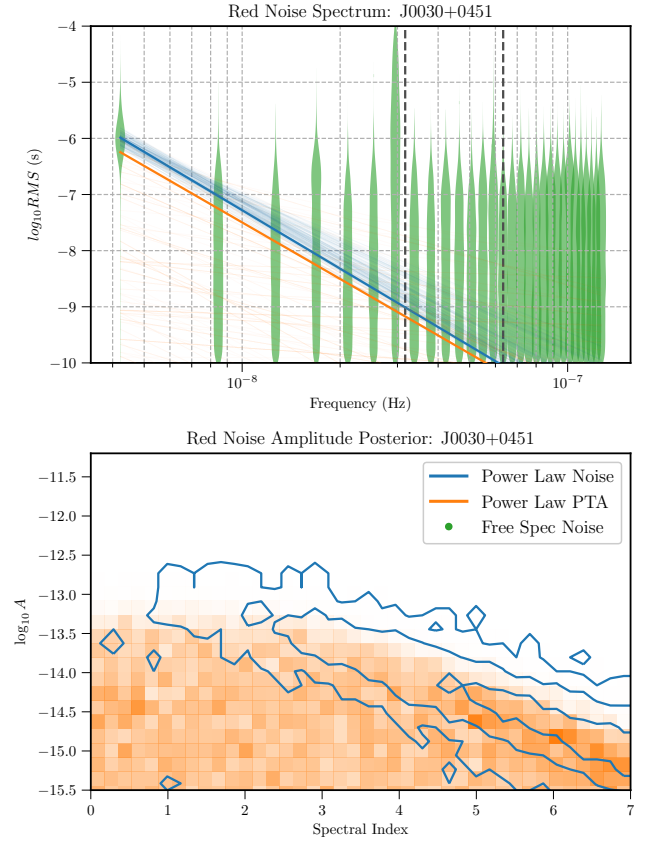 Red Noise Spectrum: J0030+0451
log₁₀RMS (s)
−4
−5
−6
−7
−8
−9
−10
10⁻⁸
10⁻⁷
Frequency (Hz)
Red Noise Amplitude Posterior: J0030+0451
log₁₀ A
−11.5
−12.0
−12.5
−13.0
−13.5
−14.0
−14.5
−15.0
−15.5
Power Law Noise
Power Law PTA
Free Spec Noise
0 1 2 3 4 5 6 7
Spectral Index